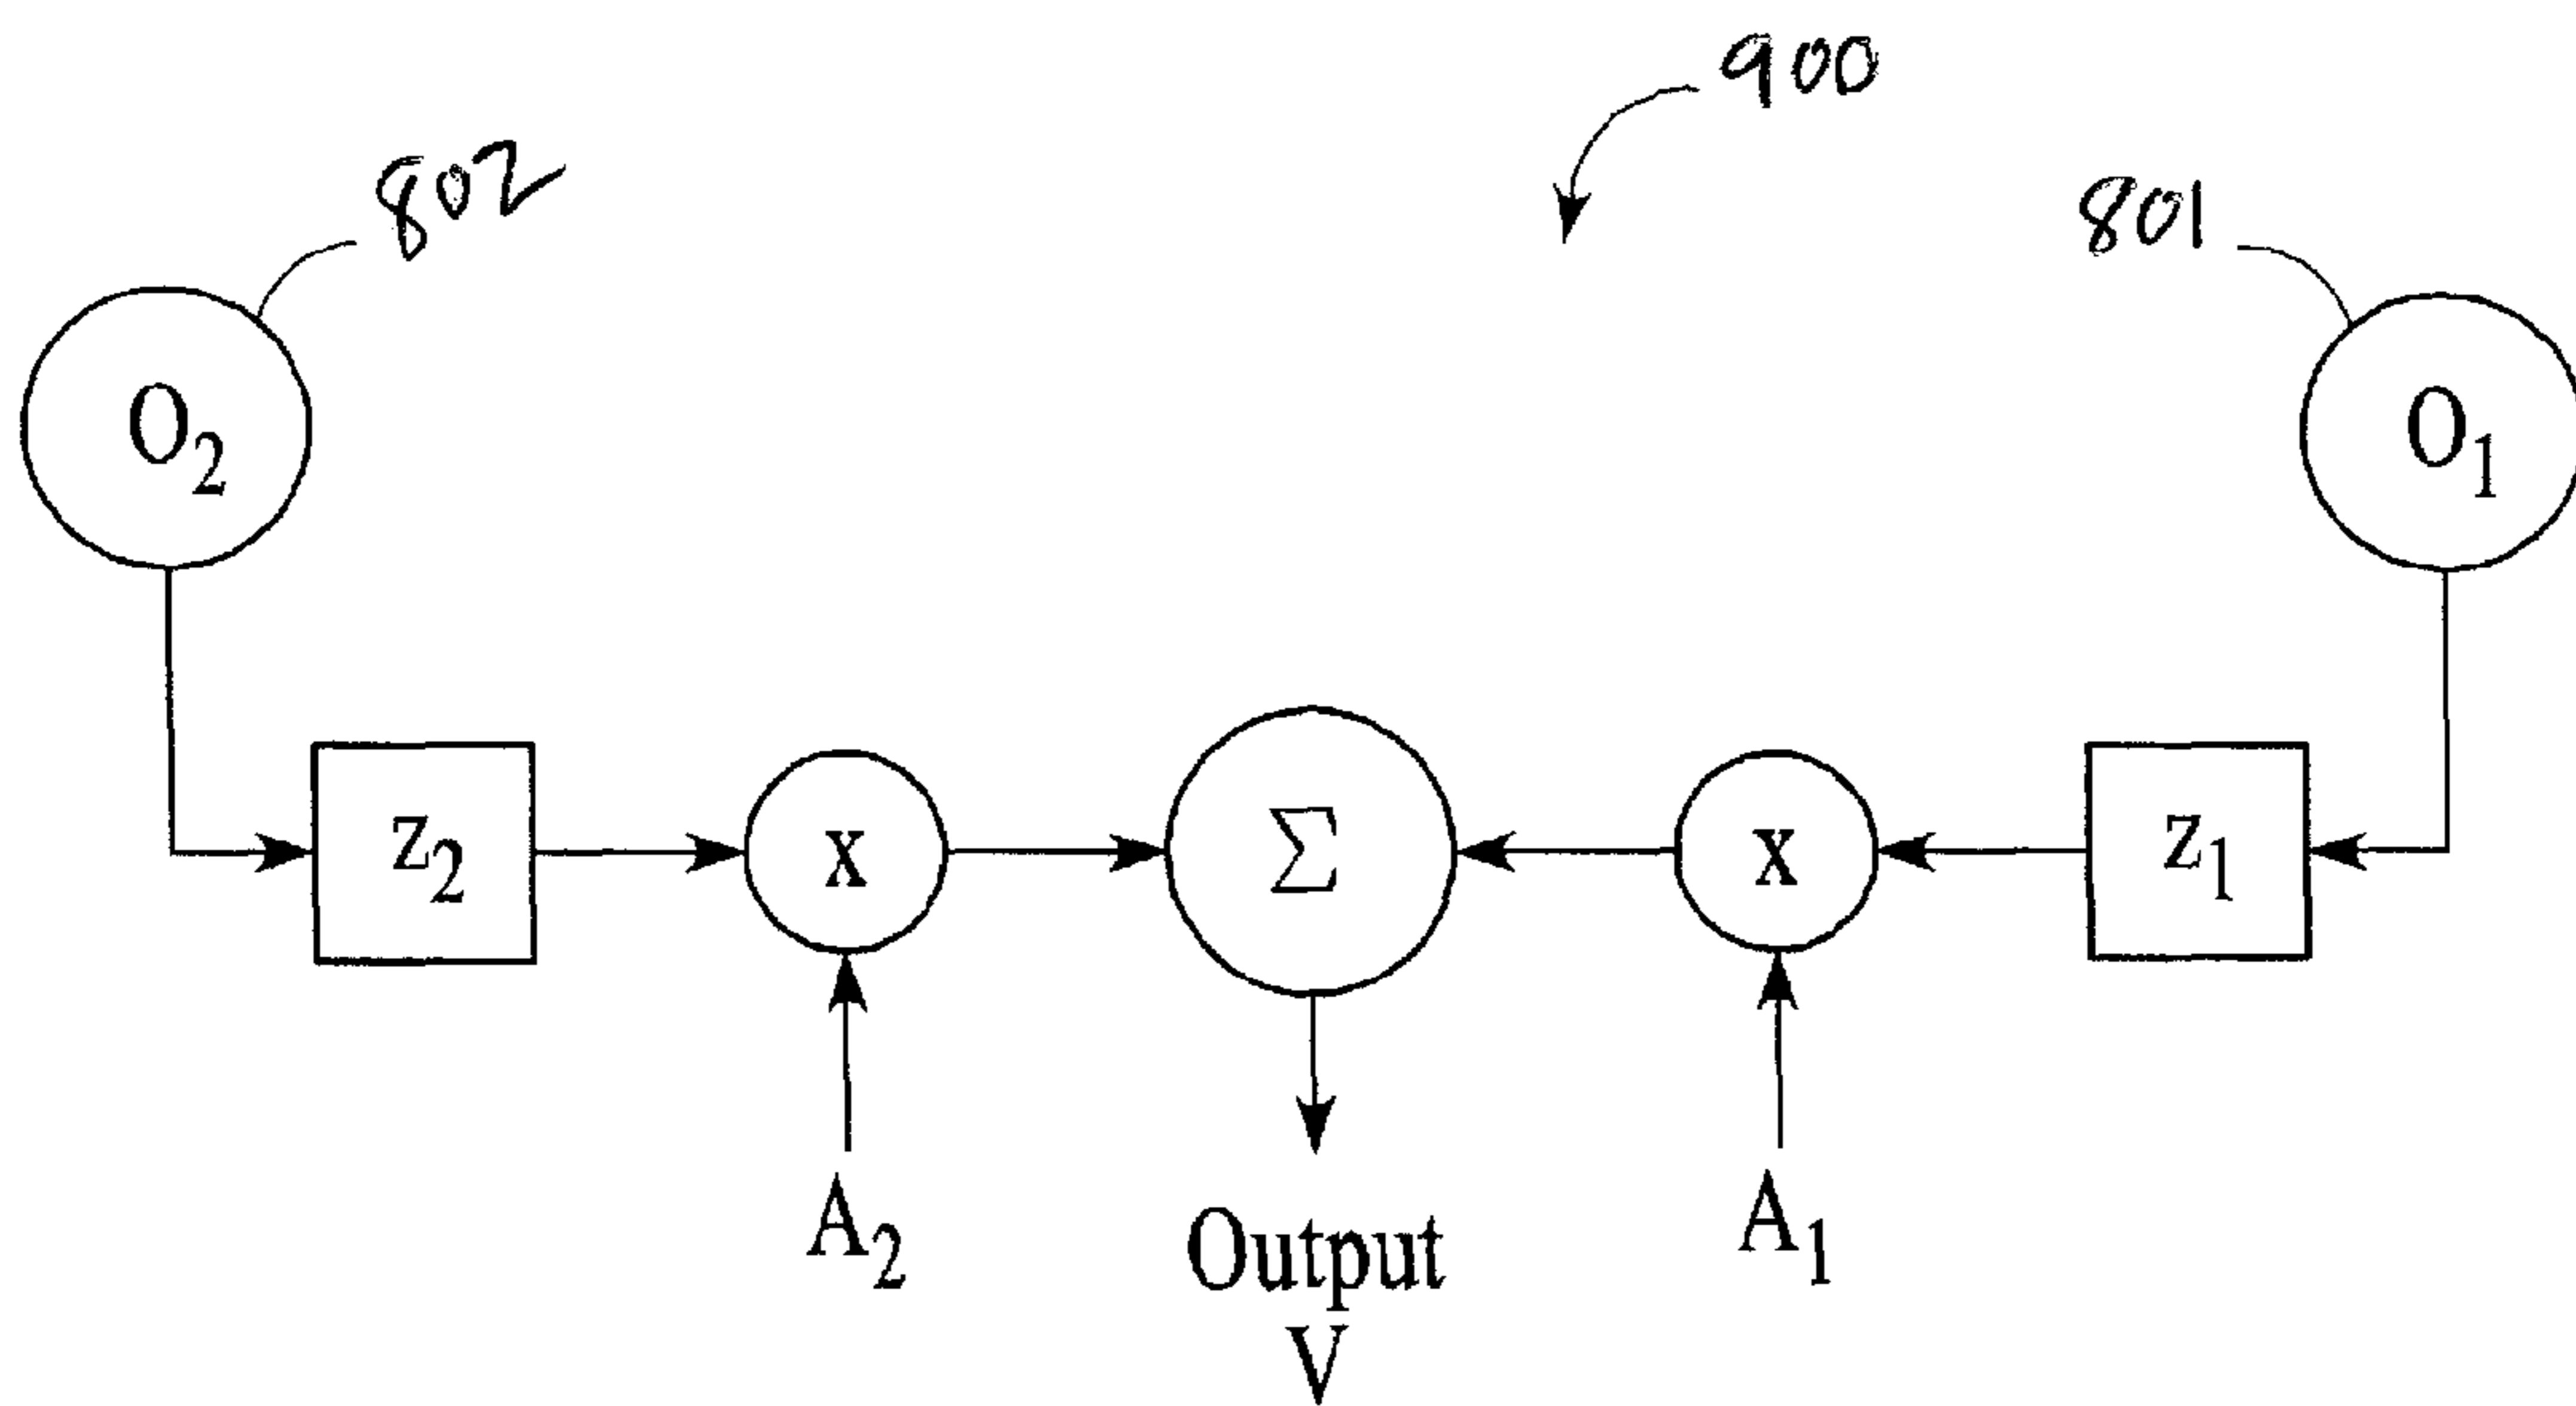 900
802
801
O₂
O₁
z₂
x
Σ
x
z₁
A₂
Output
V
A₁